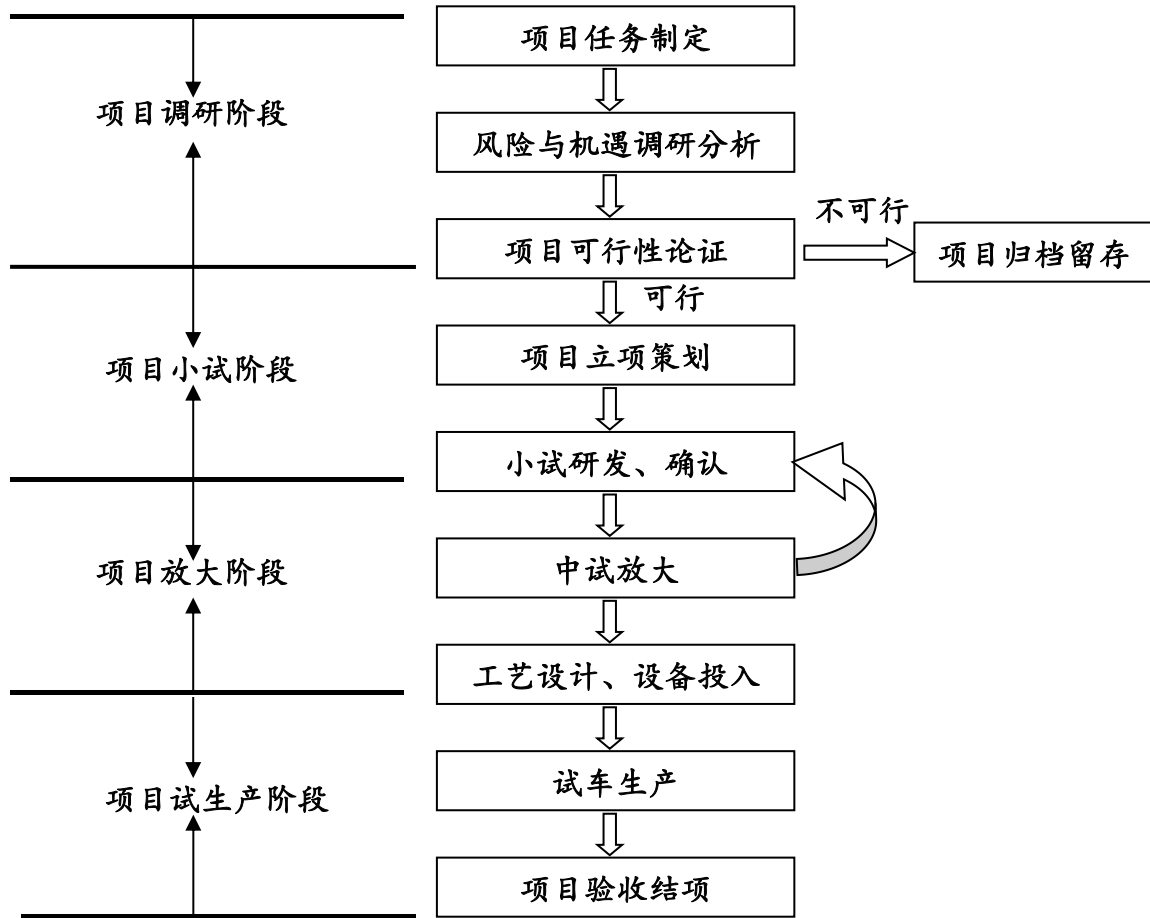 项目任务制定
项目调研阶段
风险与机遇调研分析
不可行
项目可行性论证
项目归档留存
可行
项目小试阶段
项目立项策划
小试研发、确认
项目放大阶段
中试放大
工艺设计、设备投入
项目试生产阶段
试车生产
项目验收结项